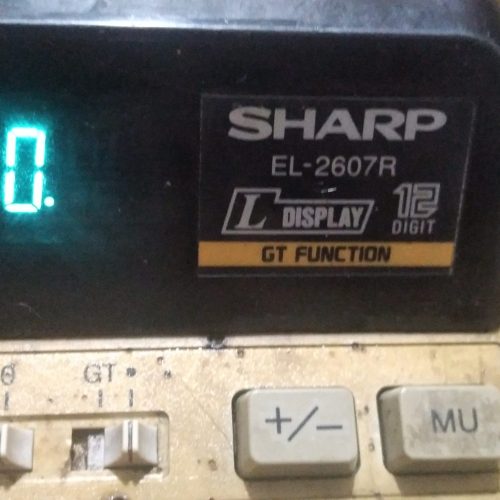 0.
SHARP
EL-2607R
L DISPLAY 12 DIGIT
GT FUNCTION
GT •
+/- MU